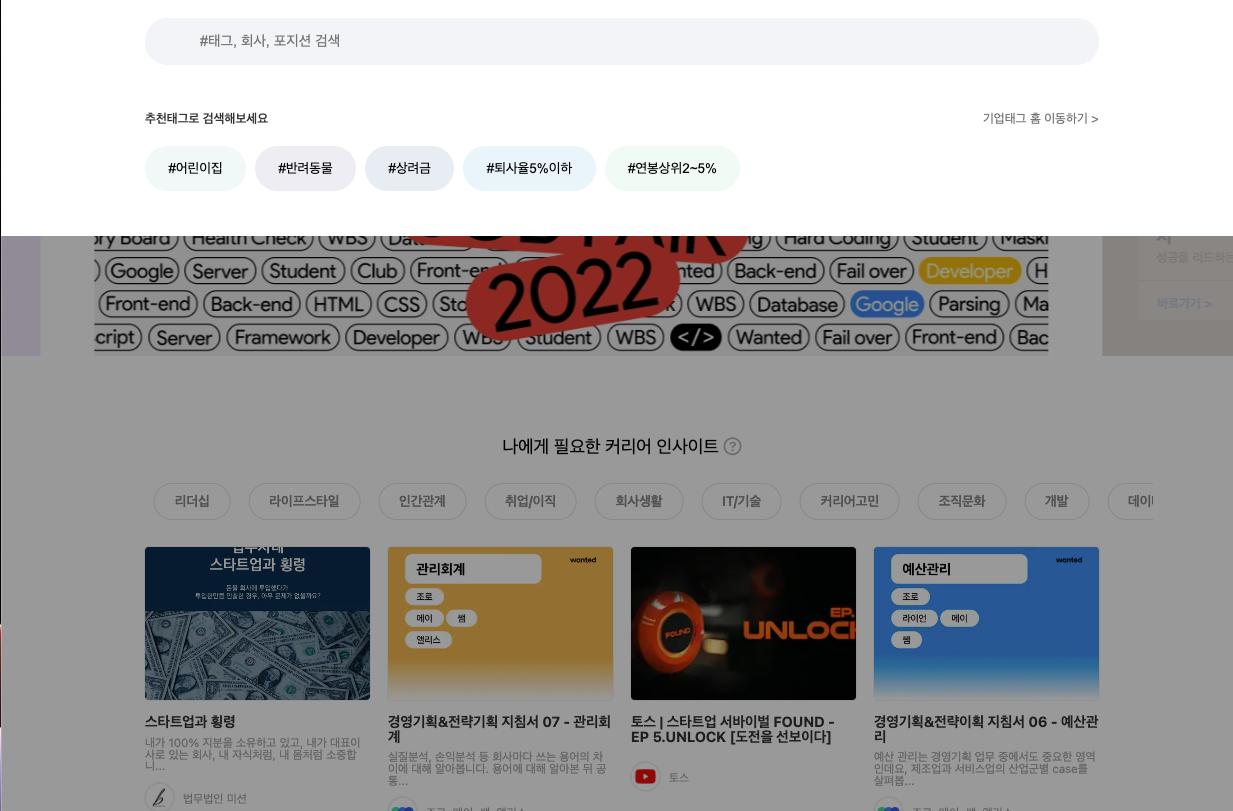 #태그, 회사, 포지션 검색
추천태그로 검색해보세요
기업태그 홈 이동하기 >
#어린이집 #반려동물 #상려금 #퇴사율5%이하 #연봉상위2~5%
ory Board Health Check WBS Hard Coding Student
Google Server Student Club Front-end Back-end Fail over Developer
Front-end Back-end HTML CSS WBS Database Google Parsing
Server Framework Developer WBS Student WBS </> Wanted Fail over Front-end
2022
성공을 리드하는
바로가기 >
나에게 필요한 커리어 인사이트 ?
리더십 라이프스타일 인간관계 취업/이직 회사생활 IT/기술 커리어고민 조직문화 개발 데이
스타트업과 횡령
돈을 회사에 투입했다가
투입한만큼 인출한 경우, 아무 문제가 없을까요?
스타트업과 횡령
내가 100% 지분을 소유하고 있고, 내가 대표이
사로 있는 회사, 내 자식처럼, 내 몸처럼 소중합
니...
법무법인 미션
wanted
관리회계
조로
메이 쌤
앨리스
경영기획&전략기획 지침서 07 - 관리회
계
실질분석, 손익분석 등 회사마다 쓰는 용어의 차
이에 대해 알아봅니다. 용어에 대해 알아본 뒤 공
통...
FOUND
EP.
UNLOCK
토스 | 스타트업 서바이벌 FOUND -
EP 5.UNLOCK [도전을 선보이다]
토스
wanted
예산관리
조로
라이언 메이
쌤
경영기획&전략이획 지침서 06 - 예산관
리
예산 관리는 경영기획 업무 중에서도 중요한 영역
인데요, 제조업과 서비스업의 산업군별 case를
살펴봅...